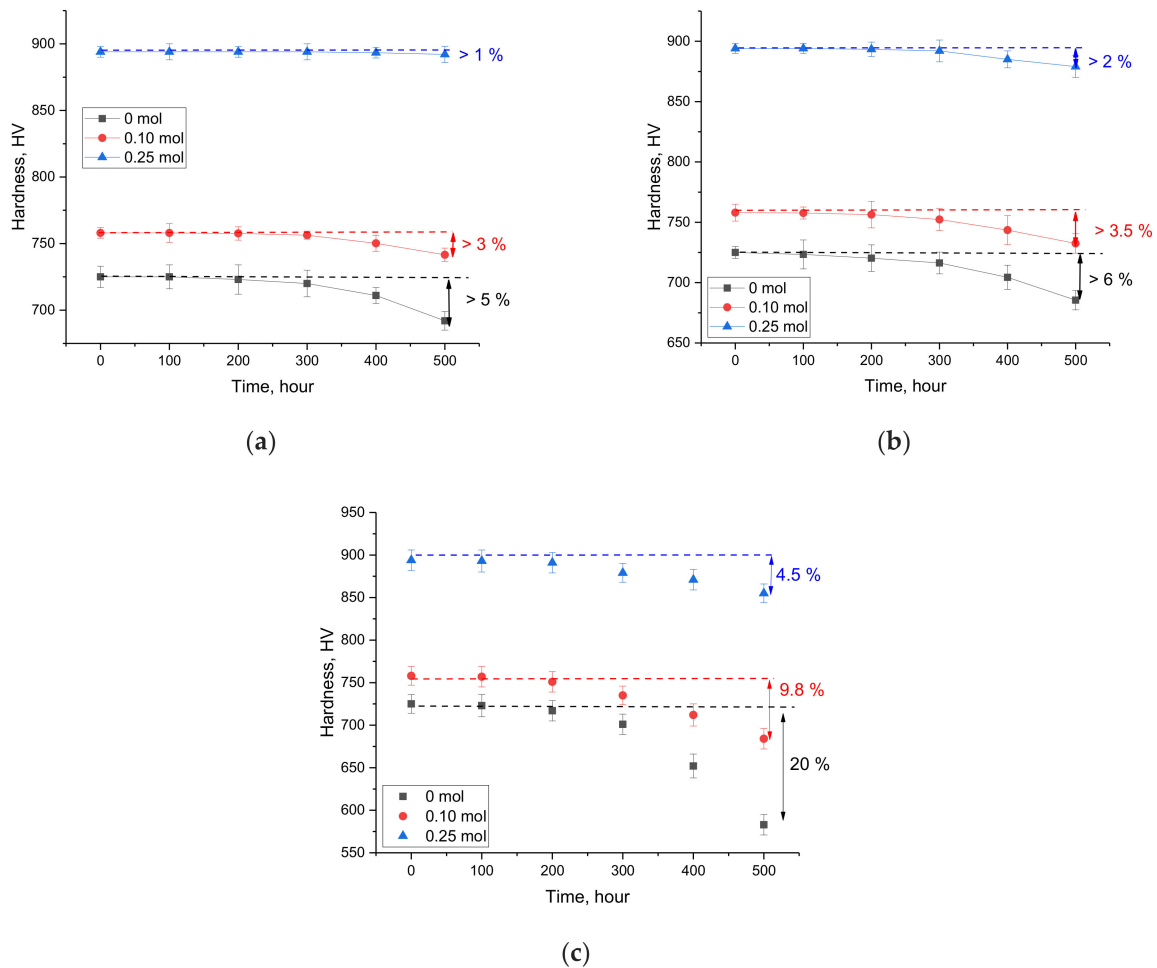 900
850
800
750
700
Hardness, HV
0 mol
0.10 mol
0.25 mol
> 1 %
> 3 %
> 5 %
0 100 200 300 400 500
Time, hour
(a)
900
850
800
750
700
650
Hardness, HV
0 mol
0.10 mol
0.25 mol
> 2 %
> 3.5 %
> 6 %
0 100 200 300 400 500
Time, hour
(b)
950
900
850
800
750
700
650
600
550
Hardness, HV
4.5 %
9.8 %
20 %
0 mol
0.10 mol
0.25 mol
0 100 200 300 400 500
Time, hour
(c)